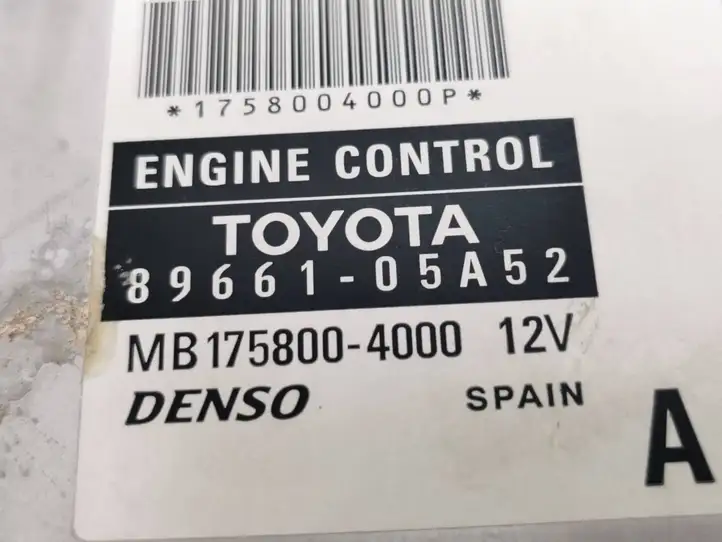 *1758004000P*
ENGINE CONTROL
TOYOTA
89661-05A52
MB175800-4000 12V
DENSO SPAIN
A